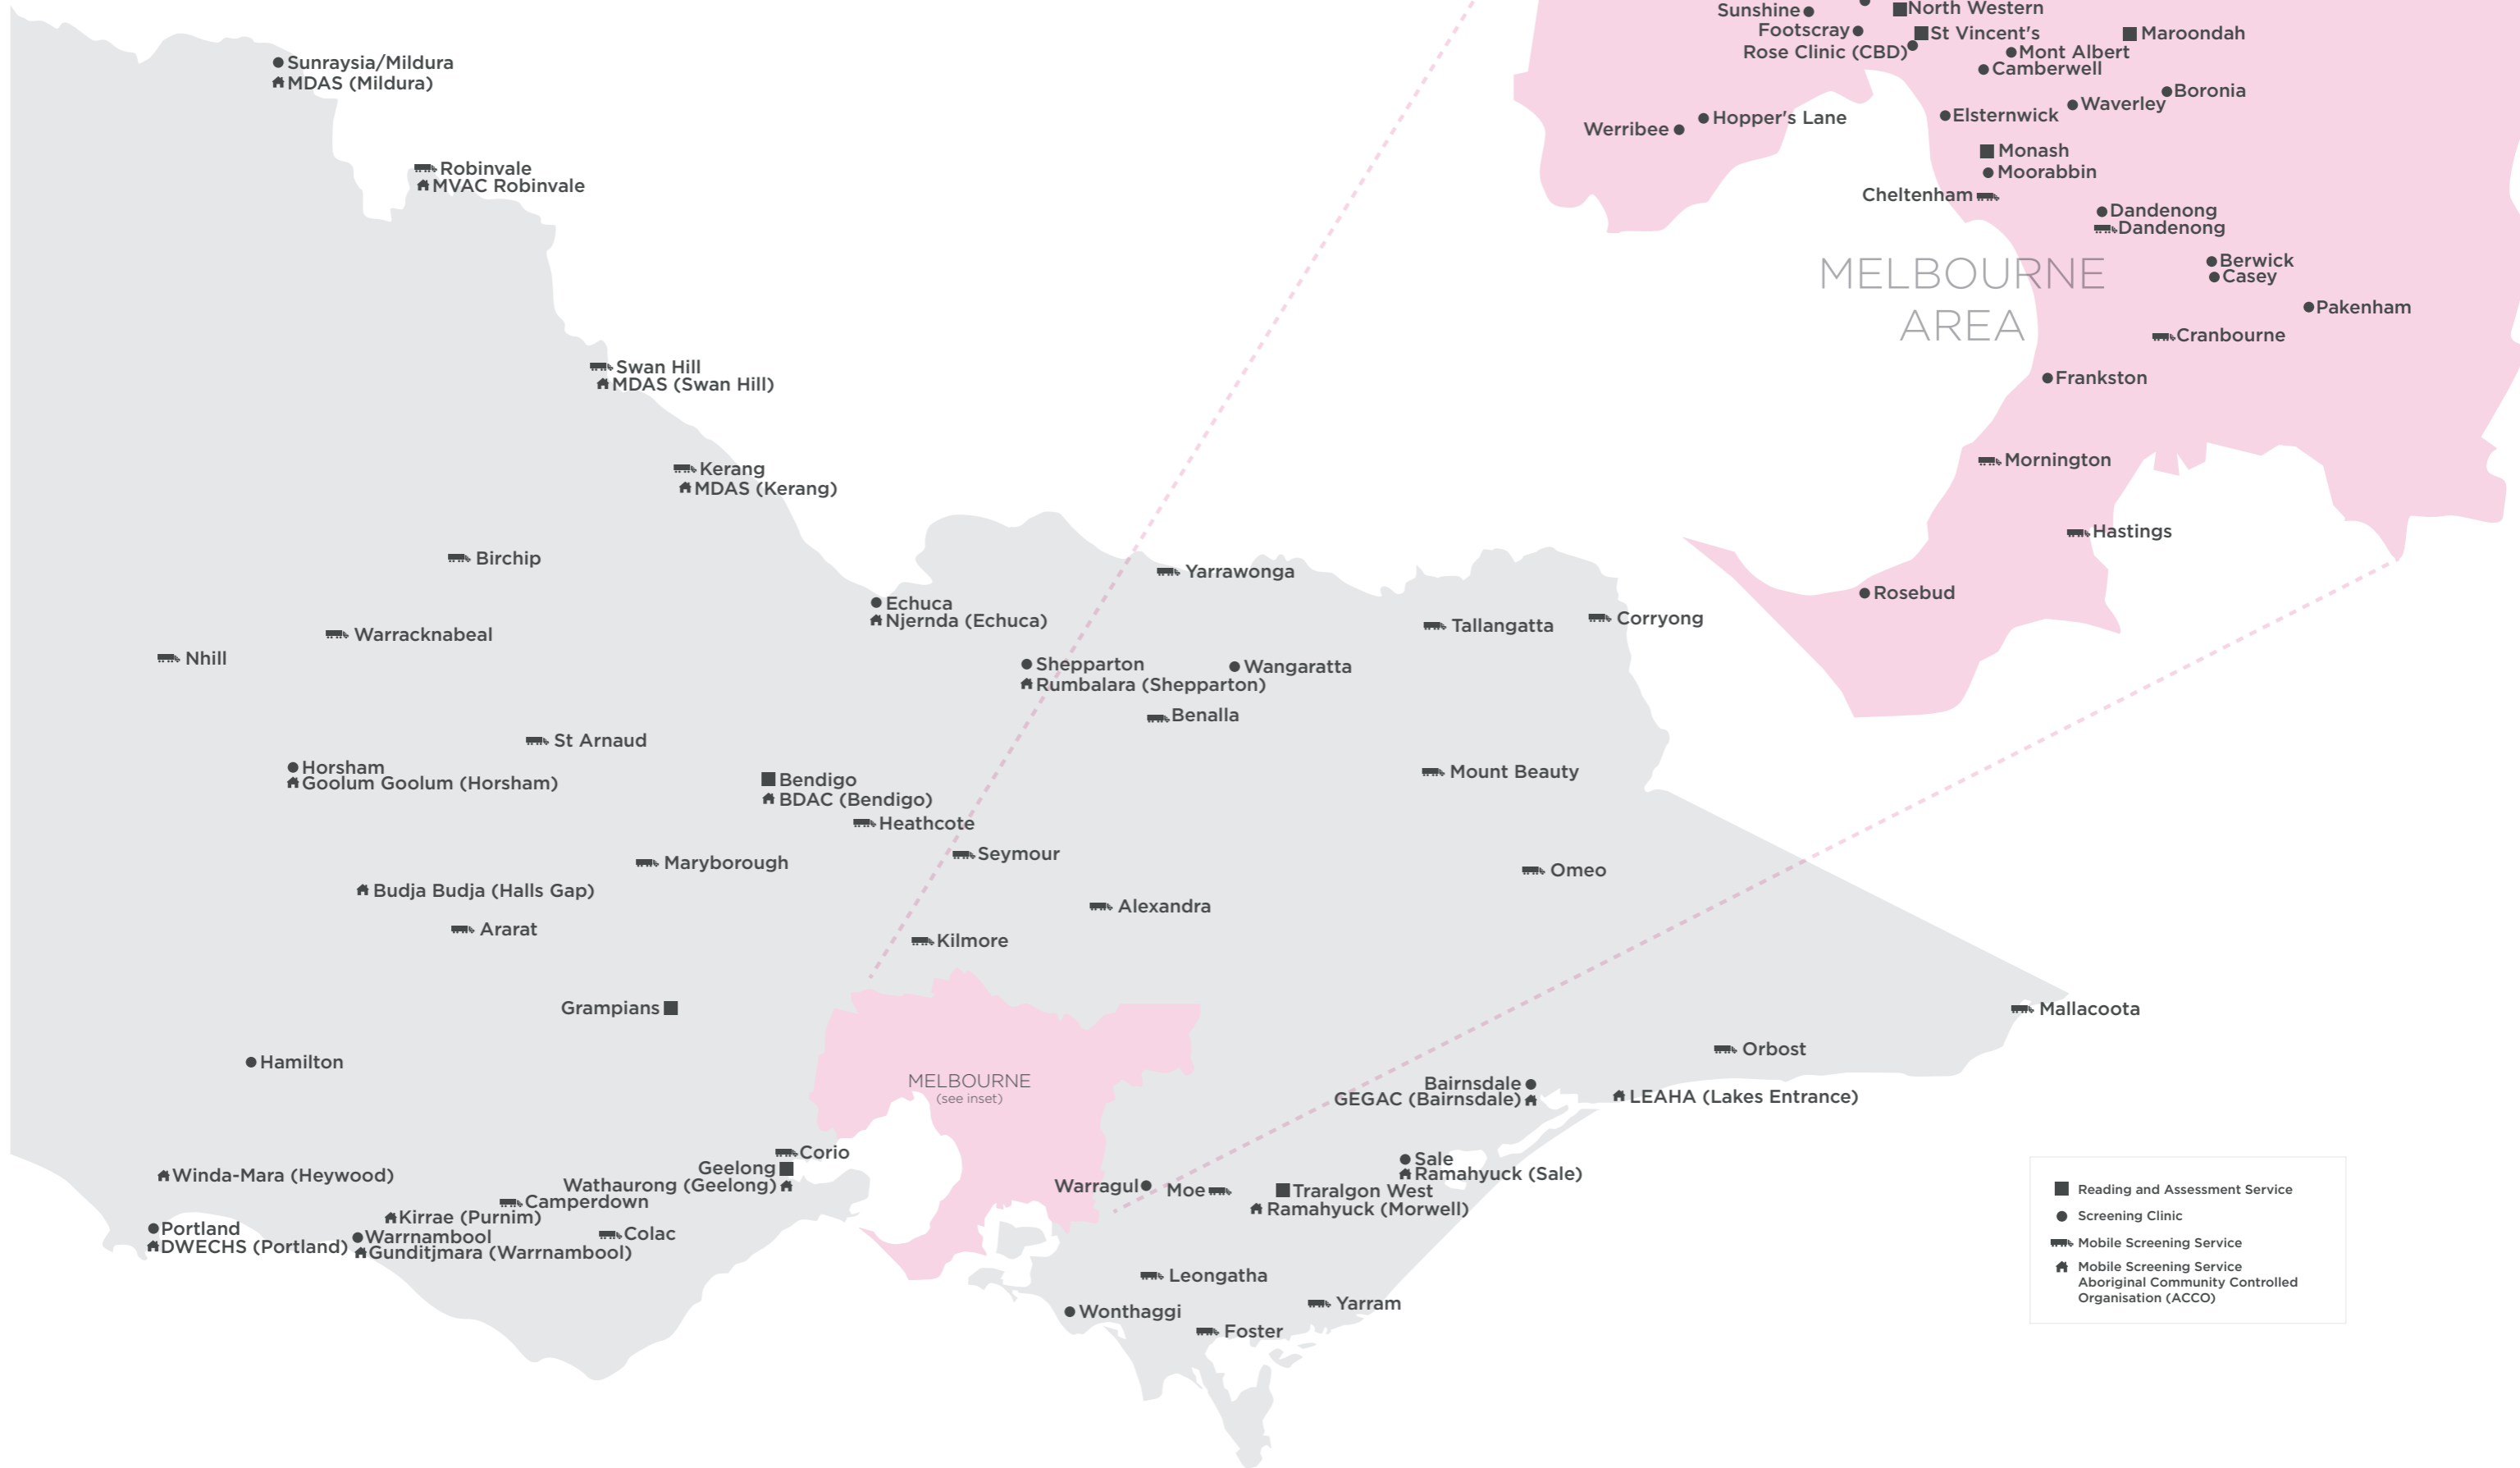 Sunshine
North Western
Footscray
St Vincent's
Maroondah
Rose Clinic (CBD)
Mont Albert
Camberwell
Boronia
Waverley
Elsternwick
Hopper's Lane
Werribee
Monash
Moorabbin
Cheltenham
Dandenong
Dandenong
MELBOURNE
AREA
Berwick
Casey
Pakenham
Cranbourne
Frankston
Mornington
Hastings
Rosebud
Sunraysia/Mildura
MDAS (Mildura)
Robinvale
MVAC Robinvale
Swan Hill
MDAS (Swan Hill)
Kerang
MDAS (Kerang)
Birchip
Yarrawonga
Echuca
Njernda (Echuca)
Tallangatta
Corryong
Warracknabeal
Nhill
Shepparton
Rumbalara (Shepparton)
Wangaratta
Benalla
St Arnaud
Horsham
Goolum Goolum (Horsham)
Bendigo
BDAC (Bendigo)
Mount Beauty
Heathcote
Seymour
Maryborough
Omeo
Budja Budja (Halls Gap)
Alexandra
Ararat
Kilmore
Grampians
Mallacoota
Orbost
Hamilton
MELBOURNE
(see inset)
Bairnsdale
GEGAC (Bairnsdale)
LEAHA (Lakes Entrance)
Corio
Geelong
Wathaurong (Geelong)
Winda-Mara (Heywood)
Camperdown
Kirrae (Purnim)
Portland
DWECHS (Portland)
Warrnambool
Gunditjmara (Warrnambool)
Colac
Sale
Ramahyuck (Sale)
Warragul
Moe
Traralgon West
Ramahyuck (Morwell)
Leongatha
Wonthaggi
Yarram
Foster
Reading and Assessment Service
Screening Clinic
Mobile Screening Service
Mobile Screening Service
Aboriginal Community Controlled
Organisation (ACCO)